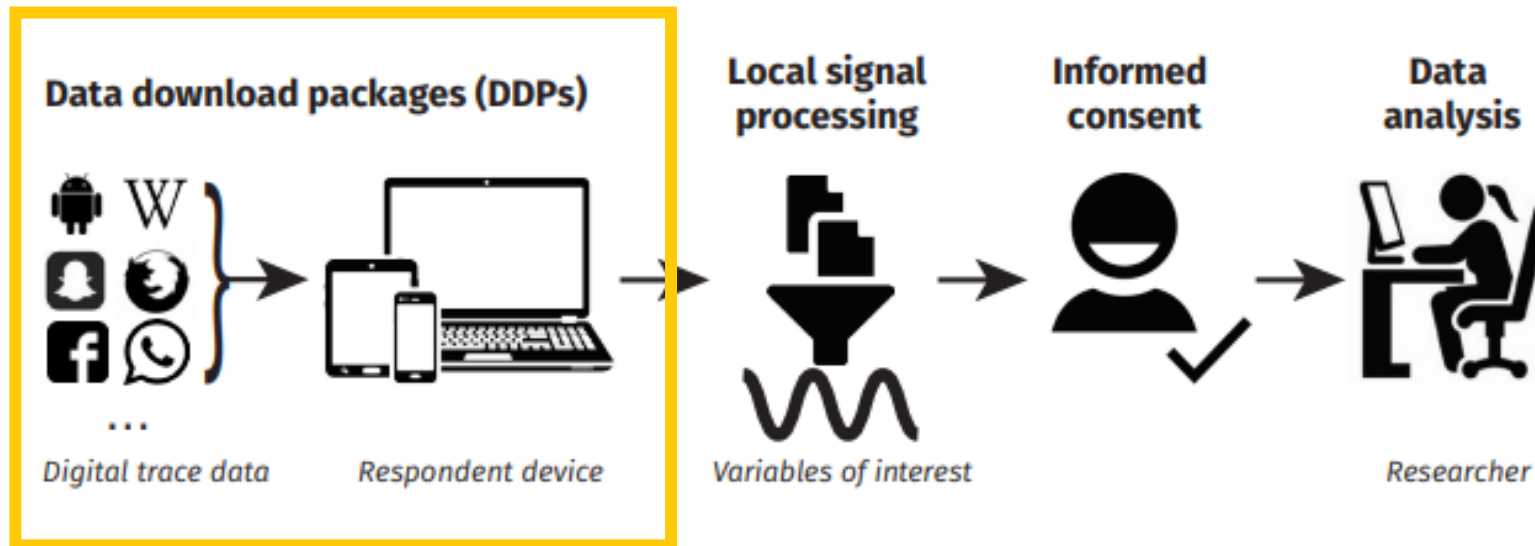 Data download packages (DDPs)
Local signal
processing
Informed
consent
Data
analysis
W
...
Digital trace data
Respondent device
Variables of interest
Researcher